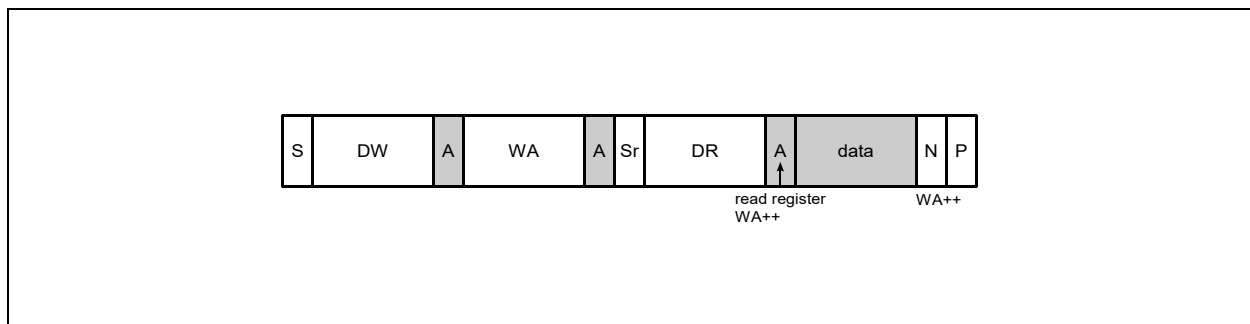 S DW A WA A Sr DR A data N P
read register WA++
WA++